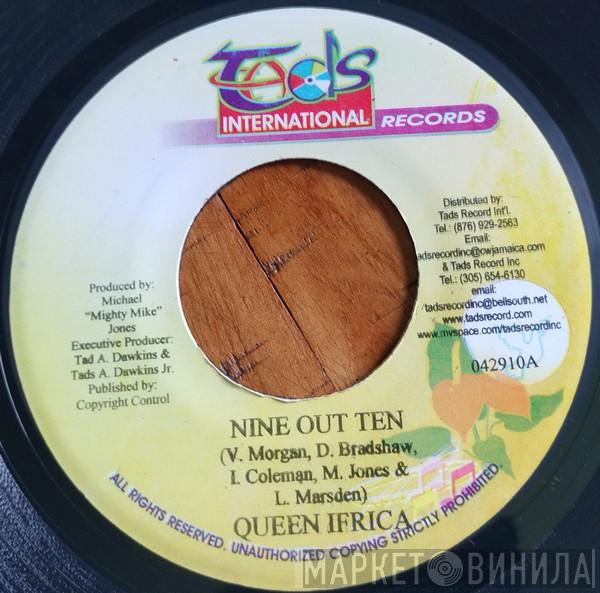 Tads
INTERNATIONAL
RECORDS
Distributed by:
Tads Record Int'l.
Tel.: (876) 929-2563
Email:
adsrecordinc@cwjamaica.com
& Tads Record Inc
Tel.: (305) 654-6130
email:
tadsrecordinc@bellsouth.net
www.tadsrecord.com
www.myspace.com/tadsrecordinc
042910A
Produced by:
Michael
"Mighty Mike"
Jones
Executive Producer:
Tad A. Dawkins &
Tads A. Dawkins Jr.
Published by:
Copyright Control
NINE OUT TEN
(V. Morgan, D. Bradshaw,
I. Coleman, M. Jones &
L. Marsden)
QUEEN IFRICA
ALL RIGHTS RESERVED. UNAUTHORIZED COPYING STRICTLY PROHIBITED.
МАРКЕТ ВИНИЛА